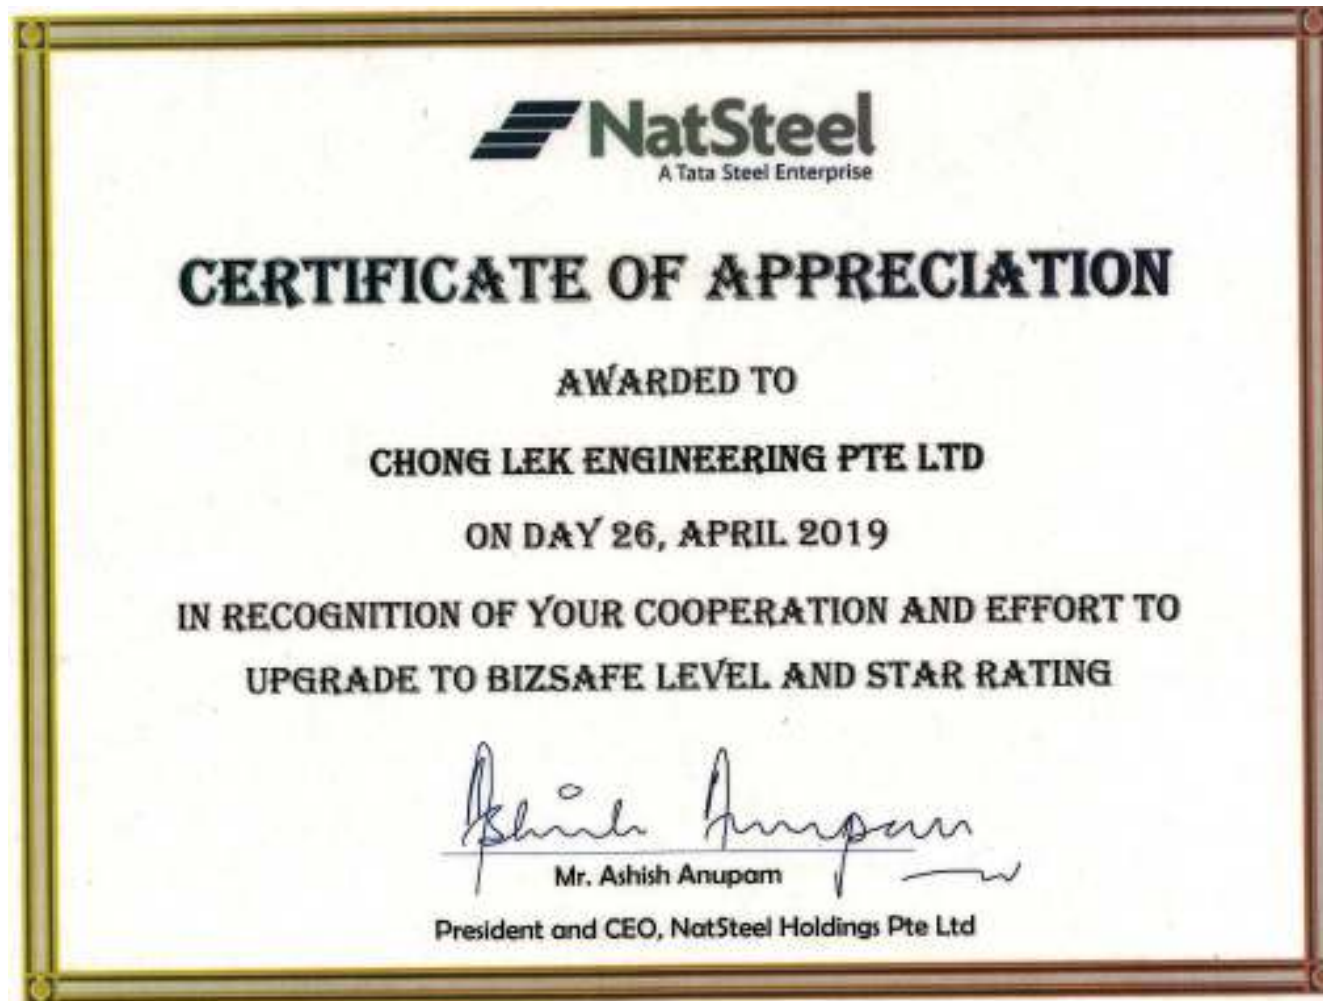 NatSteel
A Tata Steel Enterprise
CERTIFICATE OF APPRECIATION
AWARDED TO
CHONG LEK ENGINEERING PTE LTD
ON DAY 26, APRIL 2019
IN RECOGNITION OF YOUR COOPERATION AND EFFORT TO
UPGRADE TO BIZSAFE LEVEL AND STAR RATING
Ashish Anupam
Mr. Ashish Anupam
President and CEO, NatSteel Holdings Pte Ltd